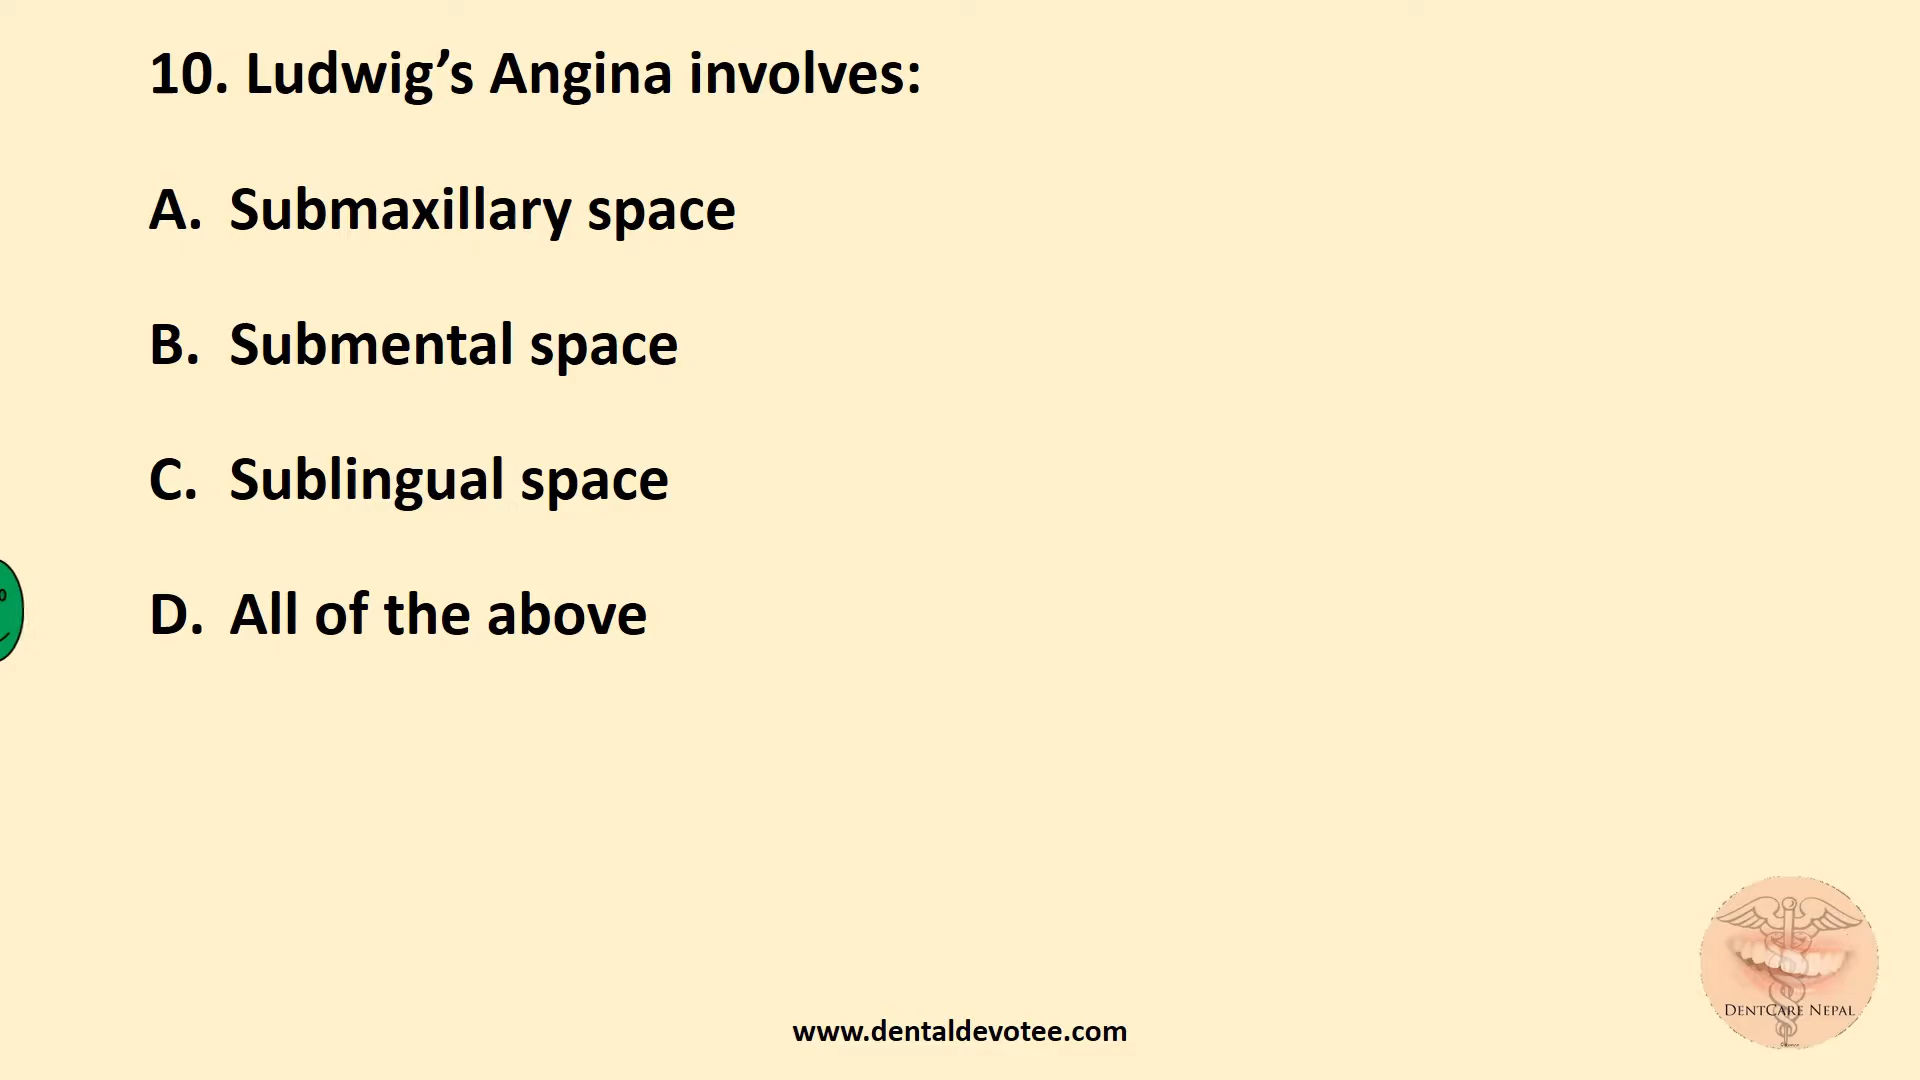 10. Ludwig’s Angina involves:
A. Submaxillary space
B. Submental space
C. Sublingual space
D. All of the above
DentCare Nepal
www.dentaldevotee.com